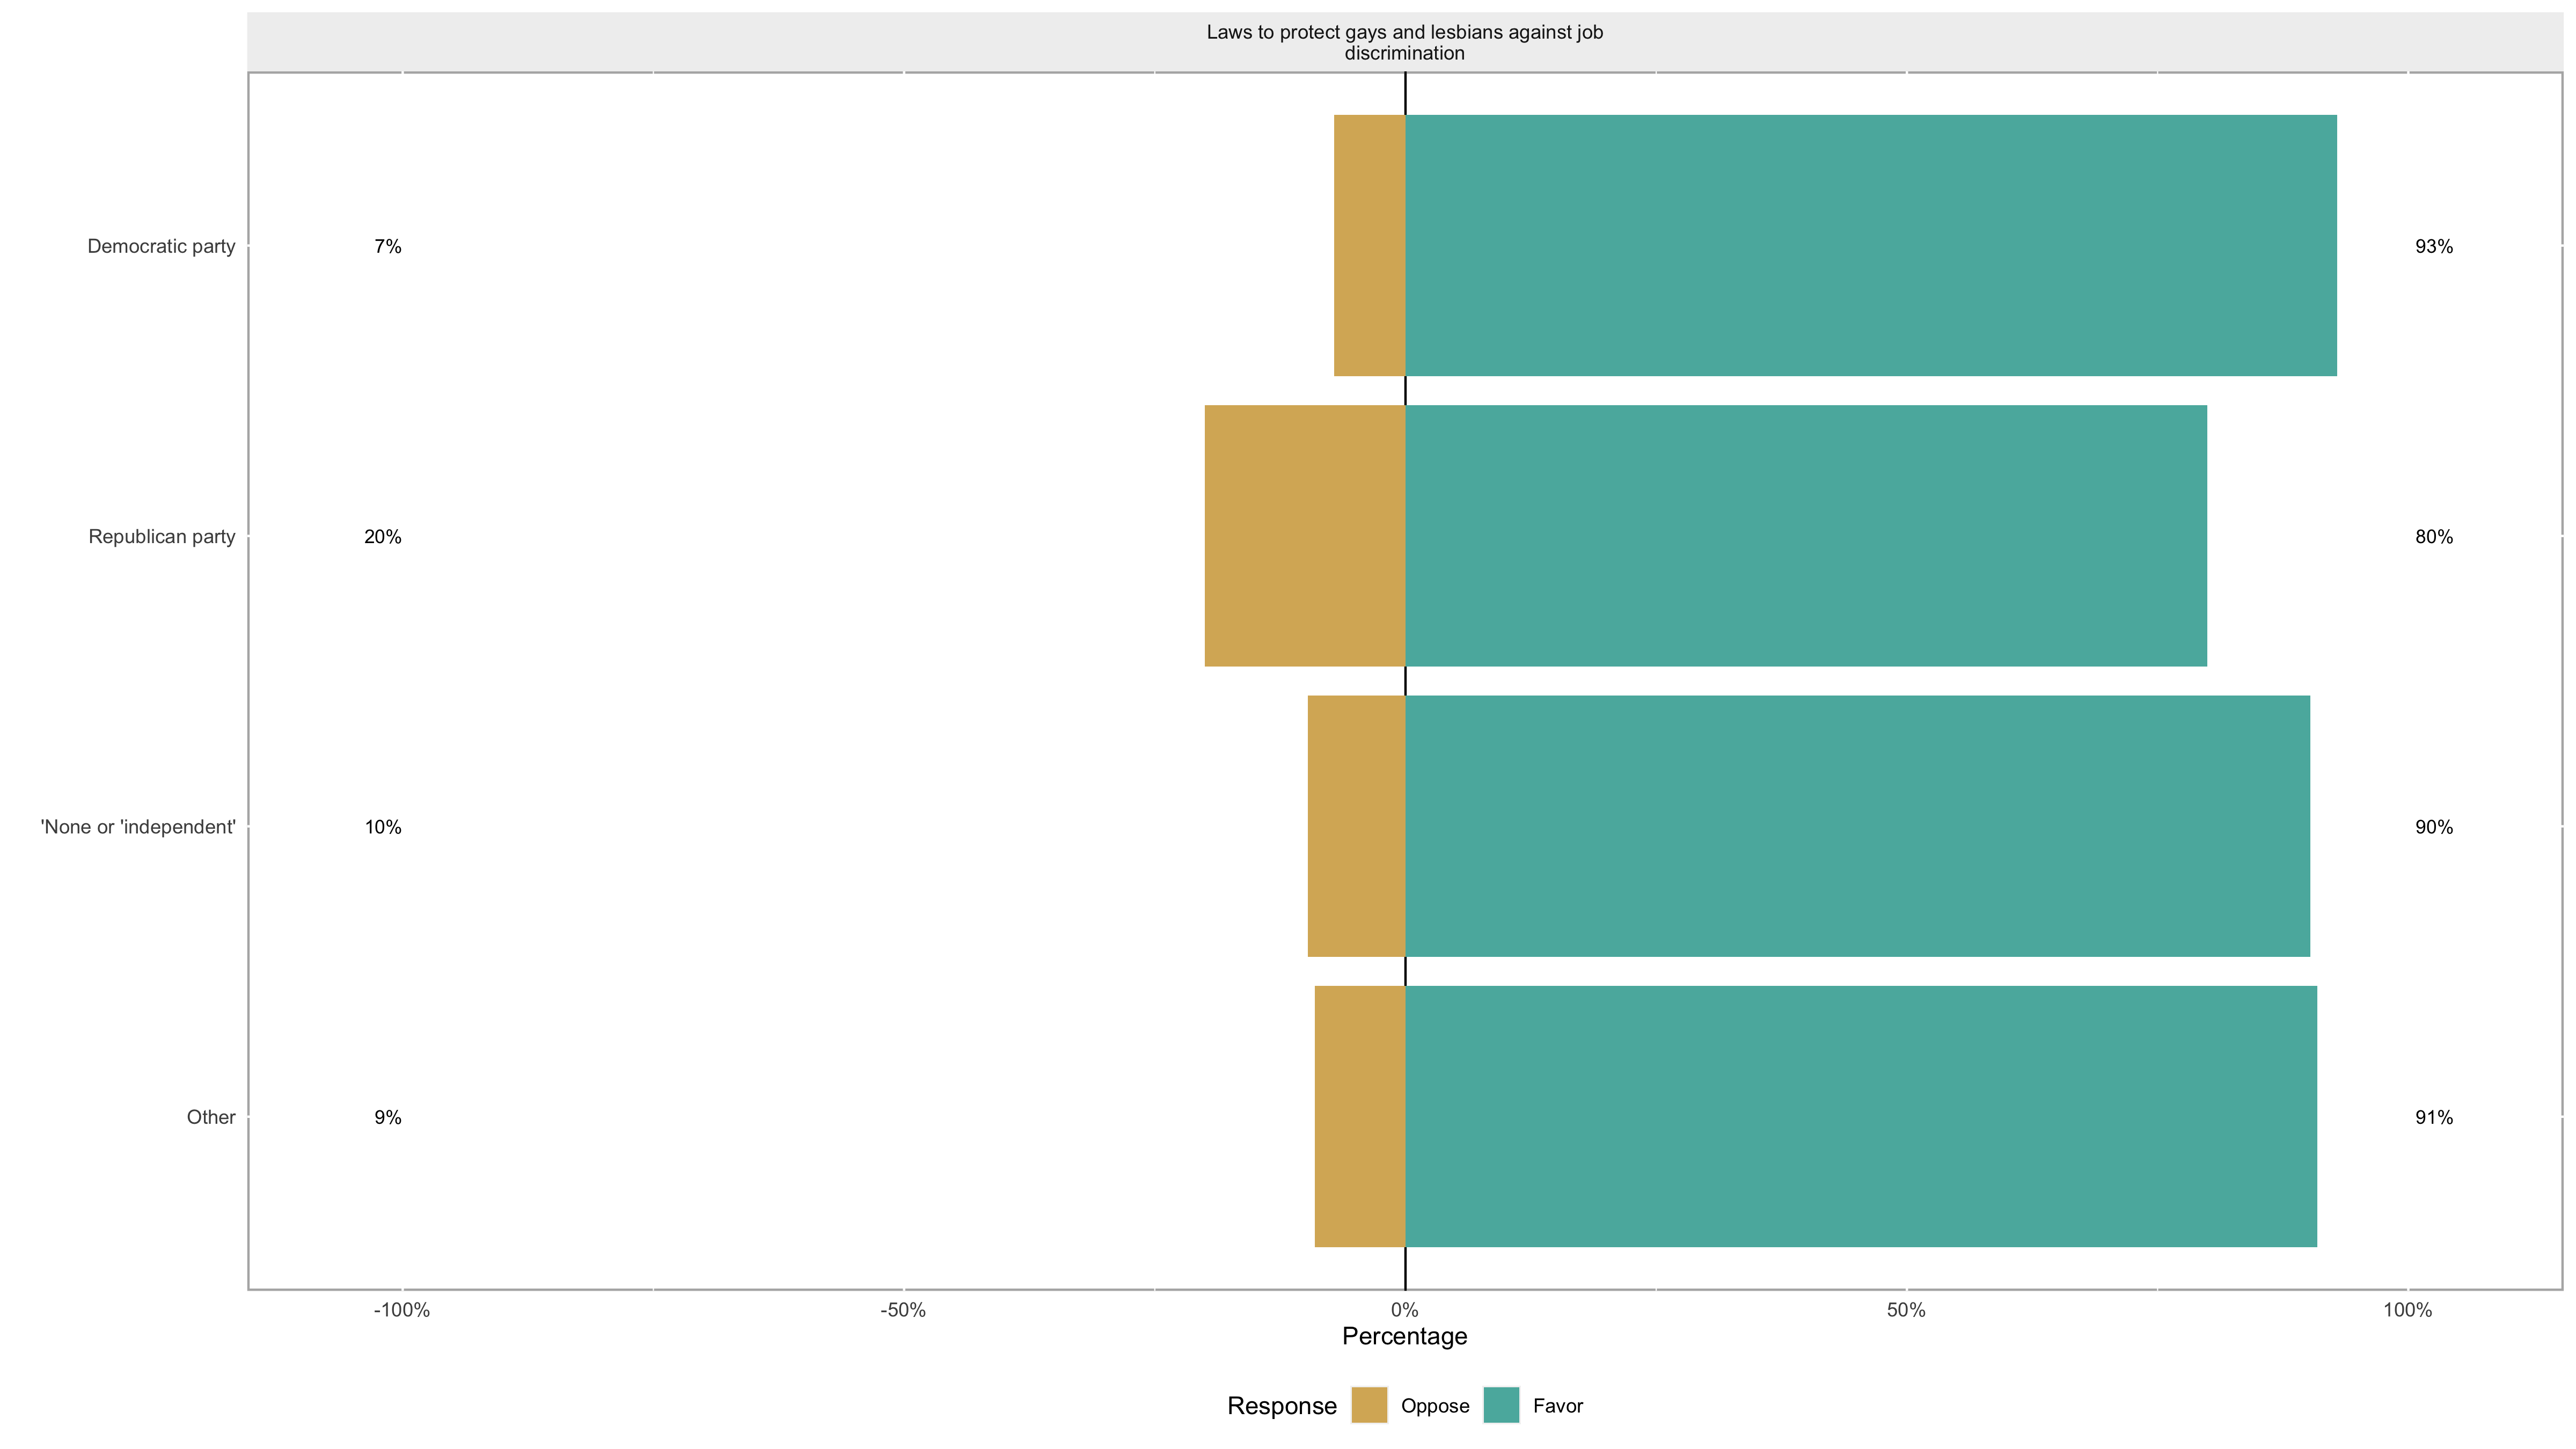 Laws to protect gays and lesbians against job
discrimination
Democratic party
7%
93%
Republican party
20%
80%
'None or 'independent'
10%
90%
Other
9%
91%
-100%
-50%
0%
50%
100%
Percentage
Response
Oppose
Favor